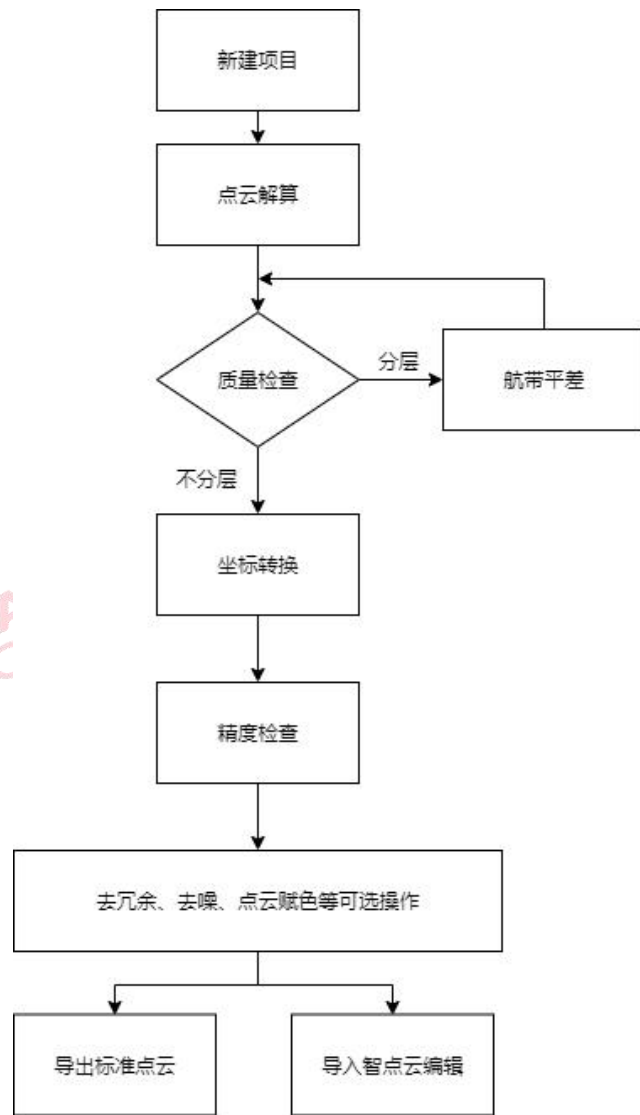 新建项目
点云解算
质量检查
分层
航带平差
不分层
坐标转换
精度检查
去冗余、去噪、点云赋色等可选操作
导出标准点云
导入智点云编辑